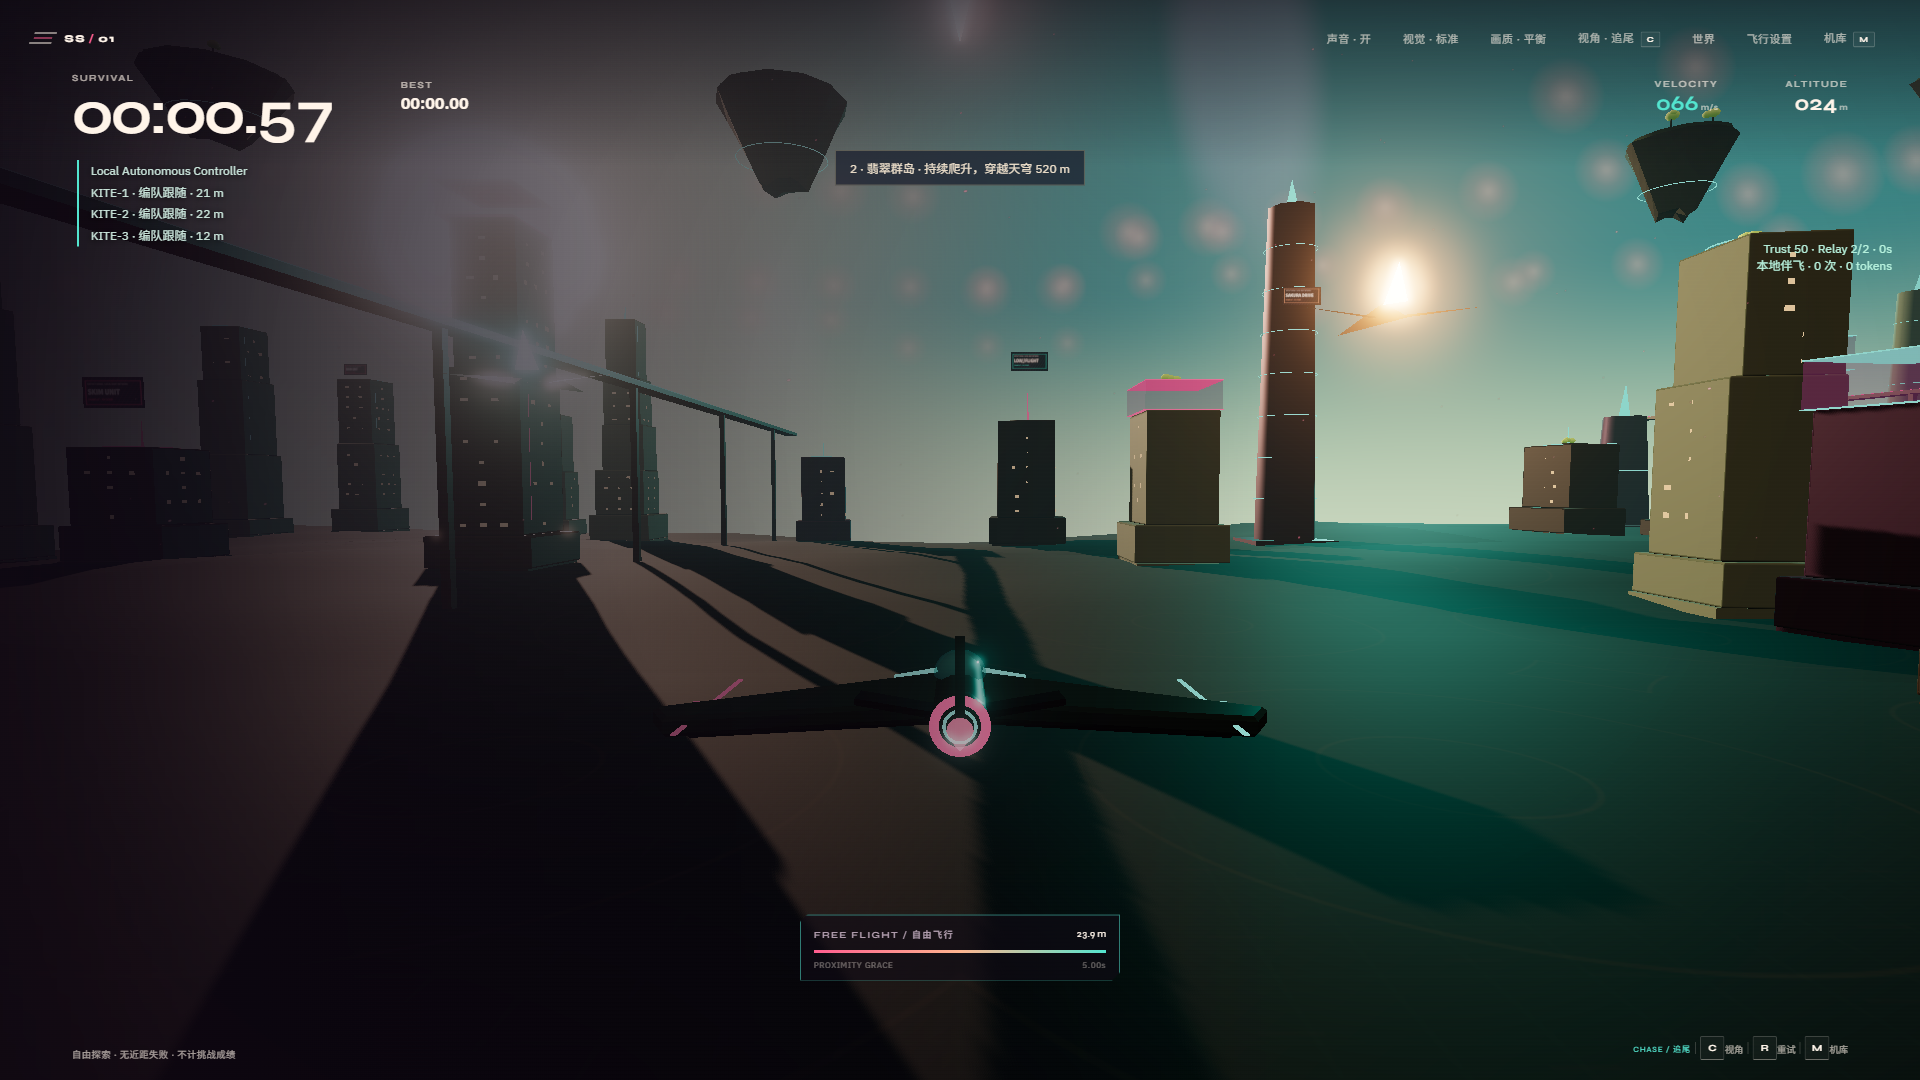 SS / 01
声音 · 开 视觉 · 标准 画质 · 平衡 视角 · 追尾 C 世界 飞行设置 机库 M
SURVIVAL
00:00.57
BEST
00:00.00
VELOCITY
066 m/s
ALTITUDE
024 m
Local Autonomous Controller
KITE-1 · 编队跟随 · 21 m
KITE-2 · 编队跟随 · 22 m
KITE-3 · 编队跟随 · 12 m
2 · 翡翠群岛 · 持续爬升，穿越天穹 520 m
Trust 50 · Relay 2/2 · 0s
本地伴飞 · 0 次 · 0 tokens
FREE FLIGHT / 自由飞行 23.9 m
PROXIMITY GRACE 5.00s
自由探索 · 无近距失败 · 不计挑战成绩
CHASE / 追尾 C 视角 R 重试 M 机库